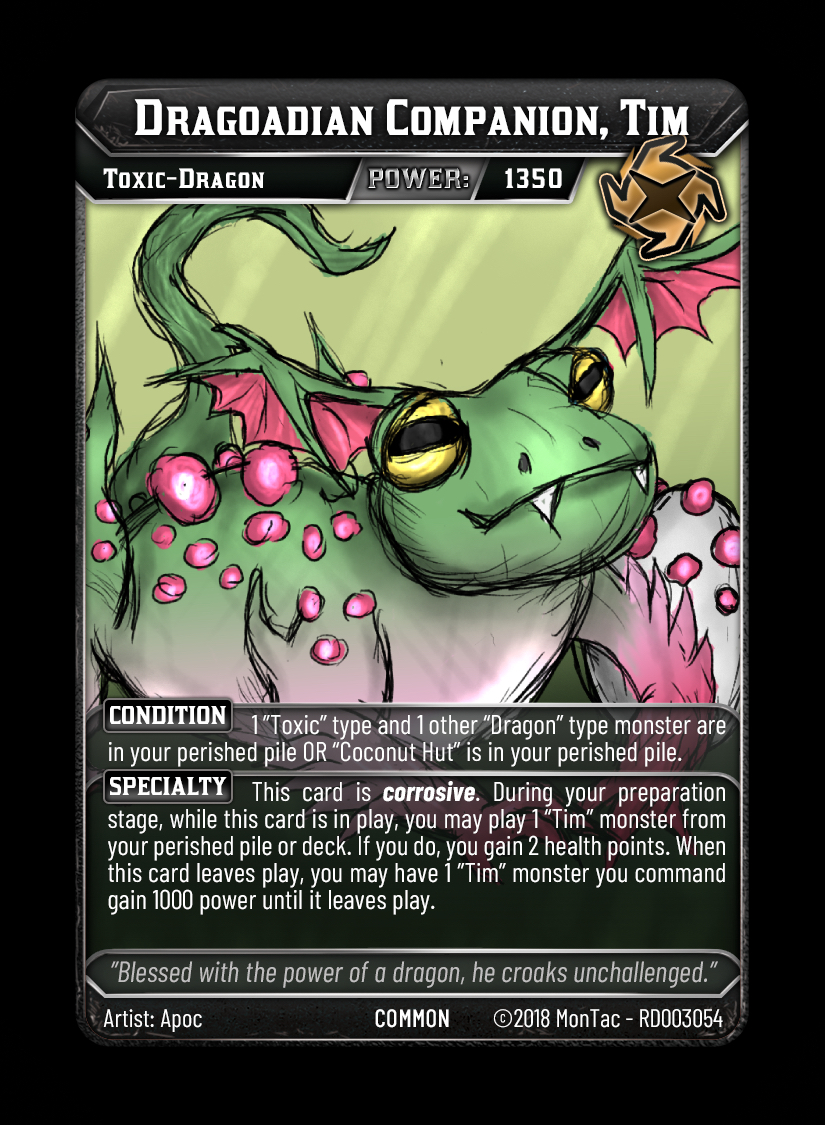 Dragoadian Companion, Tim
Toxic-Dragon POWER: 1350
CONDITION 1 "Toxic" type and 1 other "Dragon" type monster are
in your perished pile OR "Coconut Hut" is in your perished pile.
SPECIALTY This card is corrosive. During your preparation
stage, while this card is in play, you may play 1 "Tim" monster from
your perished pile or deck. If you do, you gain 2 health points. When
this card leaves play, you may have 1 "Tim" monster you command
gain 1000 power until it leaves play.
"Blessed with the power of a dragon, he croaks unchallenged."
Artist: Apoc COMMON ©2018 MonTac - RD003054